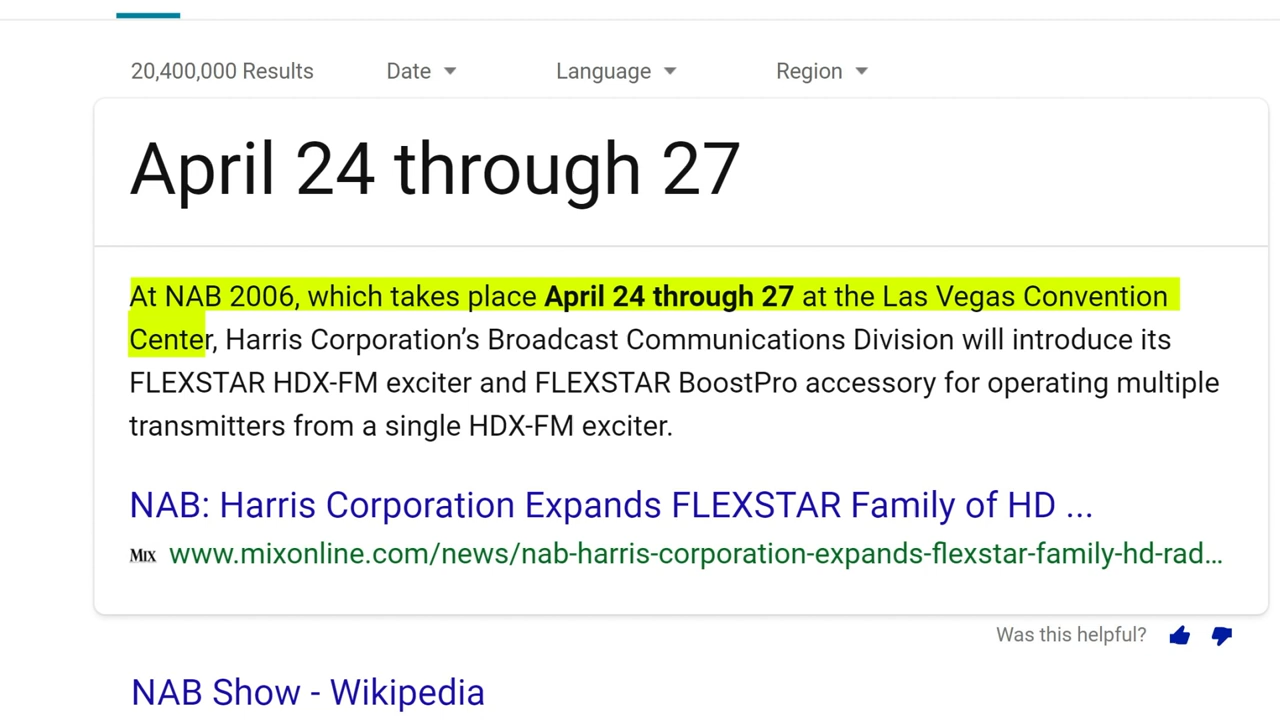 20,400,000 Results Date Language Region
April 24 through 27
At NAB 2006, which takes place April 24 through 27 at the Las Vegas Convention
Center, Harris Corporation’s Broadcast Communications Division will introduce its
FLEXSTAR HDX-FM exciter and FLEXSTAR BoostPro accessory for operating multiple
transmitters from a single HDX-FM exciter.
NAB: Harris Corporation Expands FLEXSTAR Family of HD ...
MIX www.mixonline.com/news/nab-harris-corporation-expands-flexstar-family-hd-rad...
Was this helpful?
NAB Show - Wikipedia